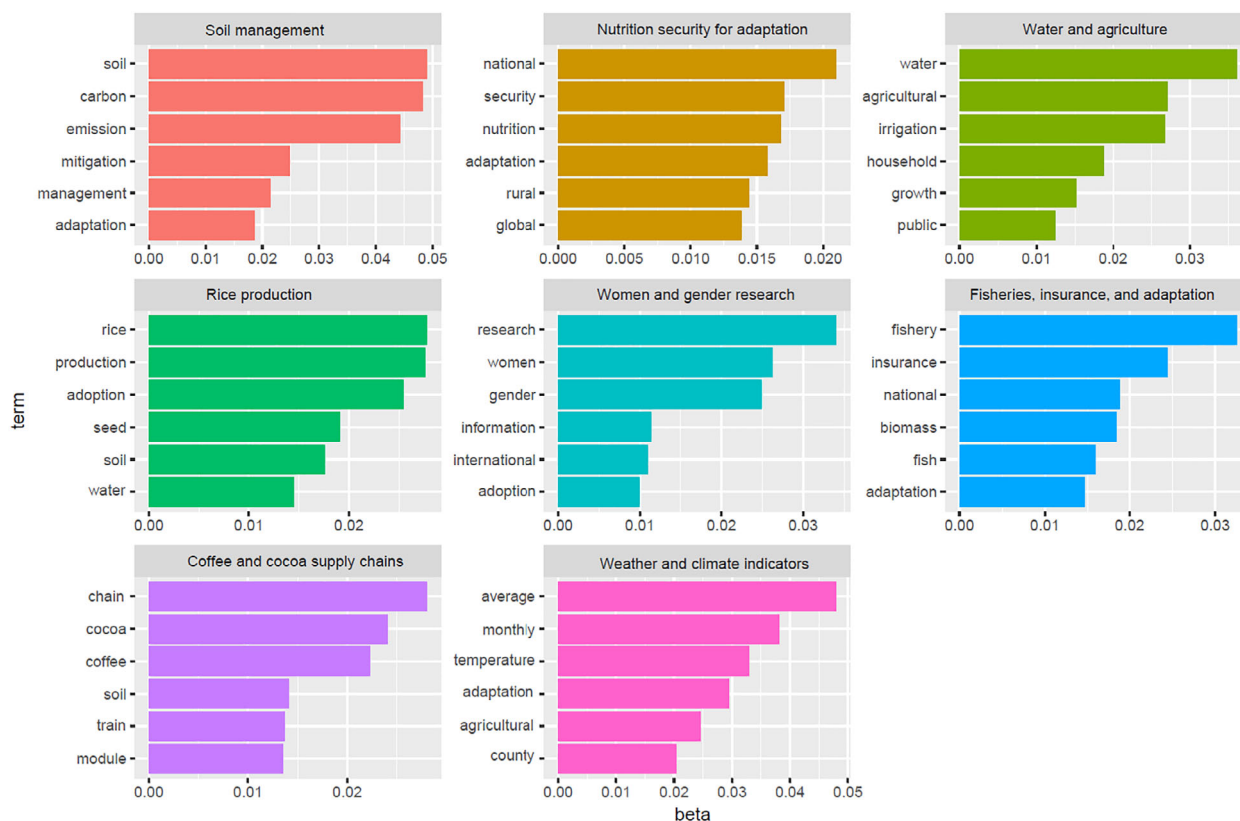 Soil management
soil
carbon
emission
mitigation
management
adaptation
0.00 0.01 0.02 0.03 0.04 0.05
Nutrition security for adaptation
national
security
nutrition
adaptation
rural
global
0.000 0.005 0.010 0.015 0.020
Water and agriculture
water
agricultural
irrigation
household
growth
public
0.00 0.01 0.02 0.03
Rice production
rice
production
adoption
seed
soil
water
0.00 0.01 0.02
Women and gender research
research
women
gender
information
international
adoption
0.00 0.01 0.02 0.03
Fisheries, insurance, and adaptation
fishery
insurance
national
biomass
fish
adaptation
0.00 0.01 0.02 0.03
Coffee and cocoa supply chains
chain
cocoa
coffee
soil
train
module
0.00 0.01 0.02
Weather and climate indicators
average
monthly
temperature
adaptation
agricultural
county
0.00 0.01 0.02 0.03 0.04 0.05
term
beta